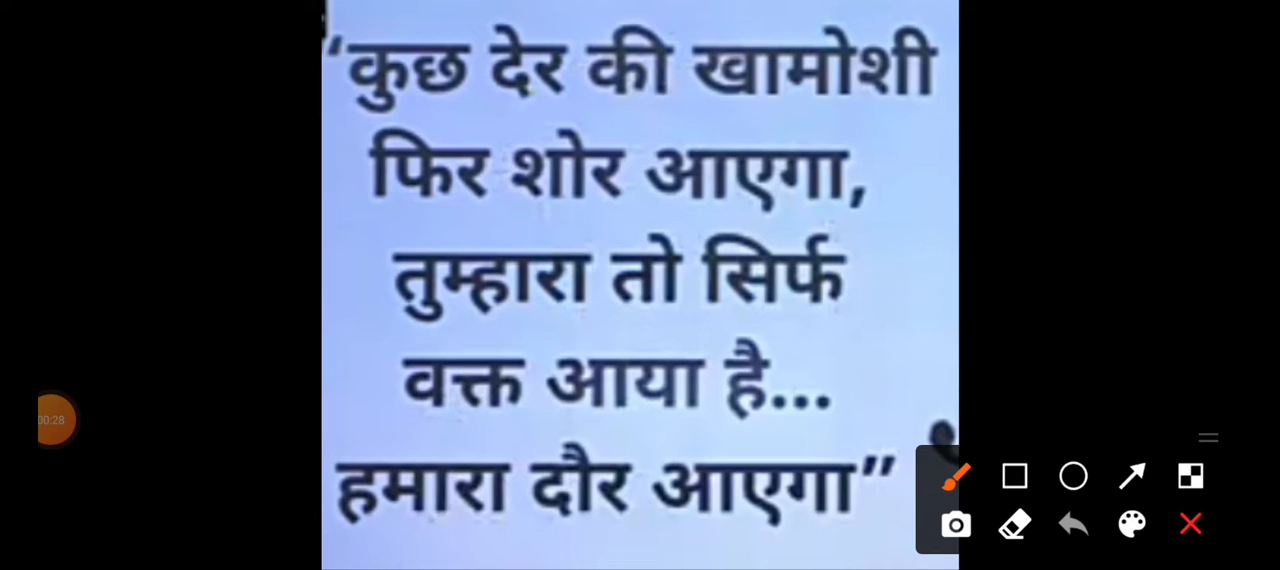 “कुछ देर की खामोशी
फिर शोर आएगा,
तुम्हारा तो सिर्फ
वक्त आया है...
हमारा दौर आएगा”
00:28